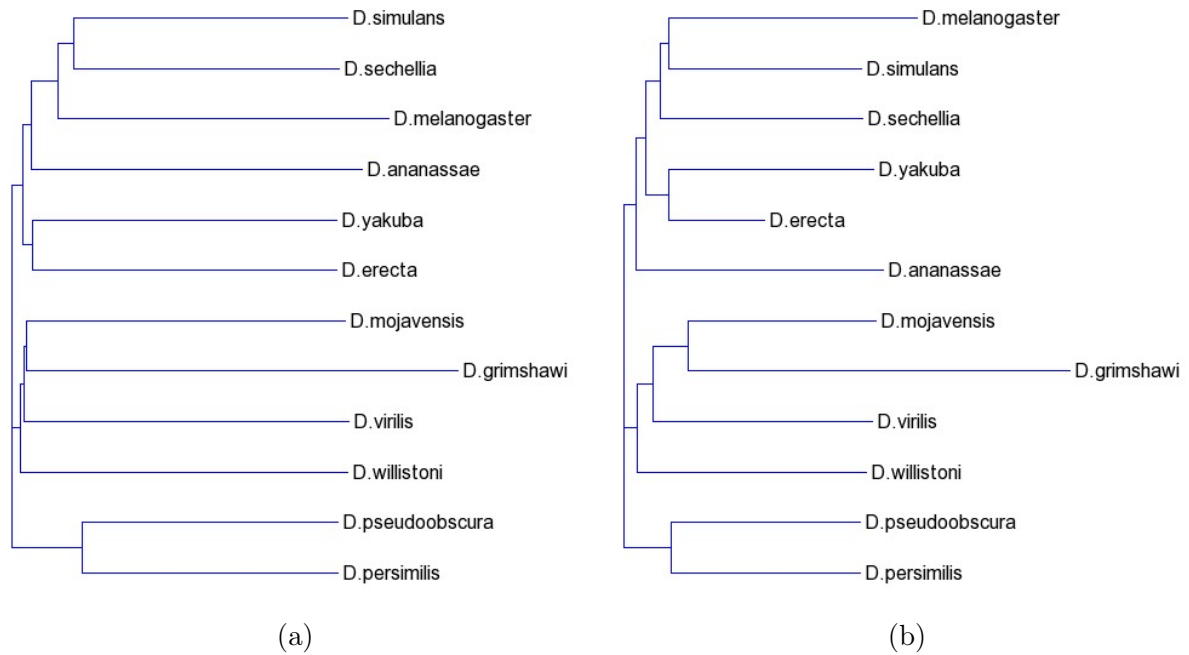 D.simulans
D.sechellia
D.melanogaster
D.ananassae
D.yakuba
D.erecta
D.mojavensis
D.grimshawi
D.virilis
D.willistoni
D.pseudoobscura
D.persimilis
(a)
D.melanogaster
D.simulans
D.sechellia
D.yakuba
D.erecta
D.ananassae
D.mojavensis
D.grimshawi
D.virilis
D.willistoni
D.pseudoobscura
D.persimilis
(b)